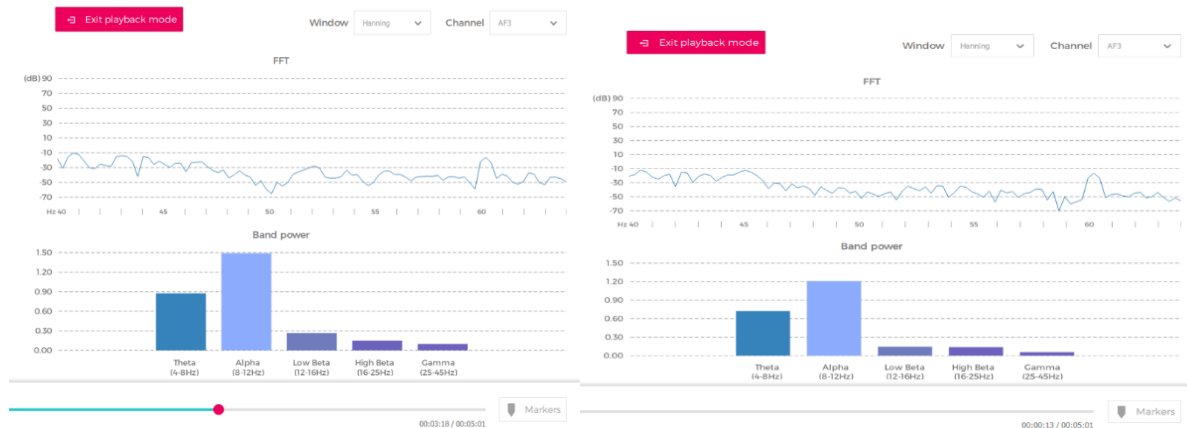 Exit playback mode Window Hanning Channel AF3
FFT
(dB) 90
70
50
30
10
-10
-30
-50
-70
Hz 40 45 50 55 60
Band power
1.50
1.20
0.90
0.60
0.30
0.00
Theta Alpha Low Beta High Beta Gamma
(4-8Hz) (8-12Hz) (12-16Hz) (16-25Hz) (25-45Hz)
00:03:18 / 00:05:01
Markers
Exit playback mode Window Hanning Channel AF3
FFT
(dB) 90
70
50
30
10
-10
-30
-50
-70
Hz 40 45 50 55 60
Band power
1.50
1.20
0.90
0.60
0.30
0.00
Theta Alpha Low Beta High Beta Gamma
(4-8Hz) (8-12Hz) (12-16Hz) (16-25Hz) (25-45Hz)
00:00:13 / 00:05:01
Markers